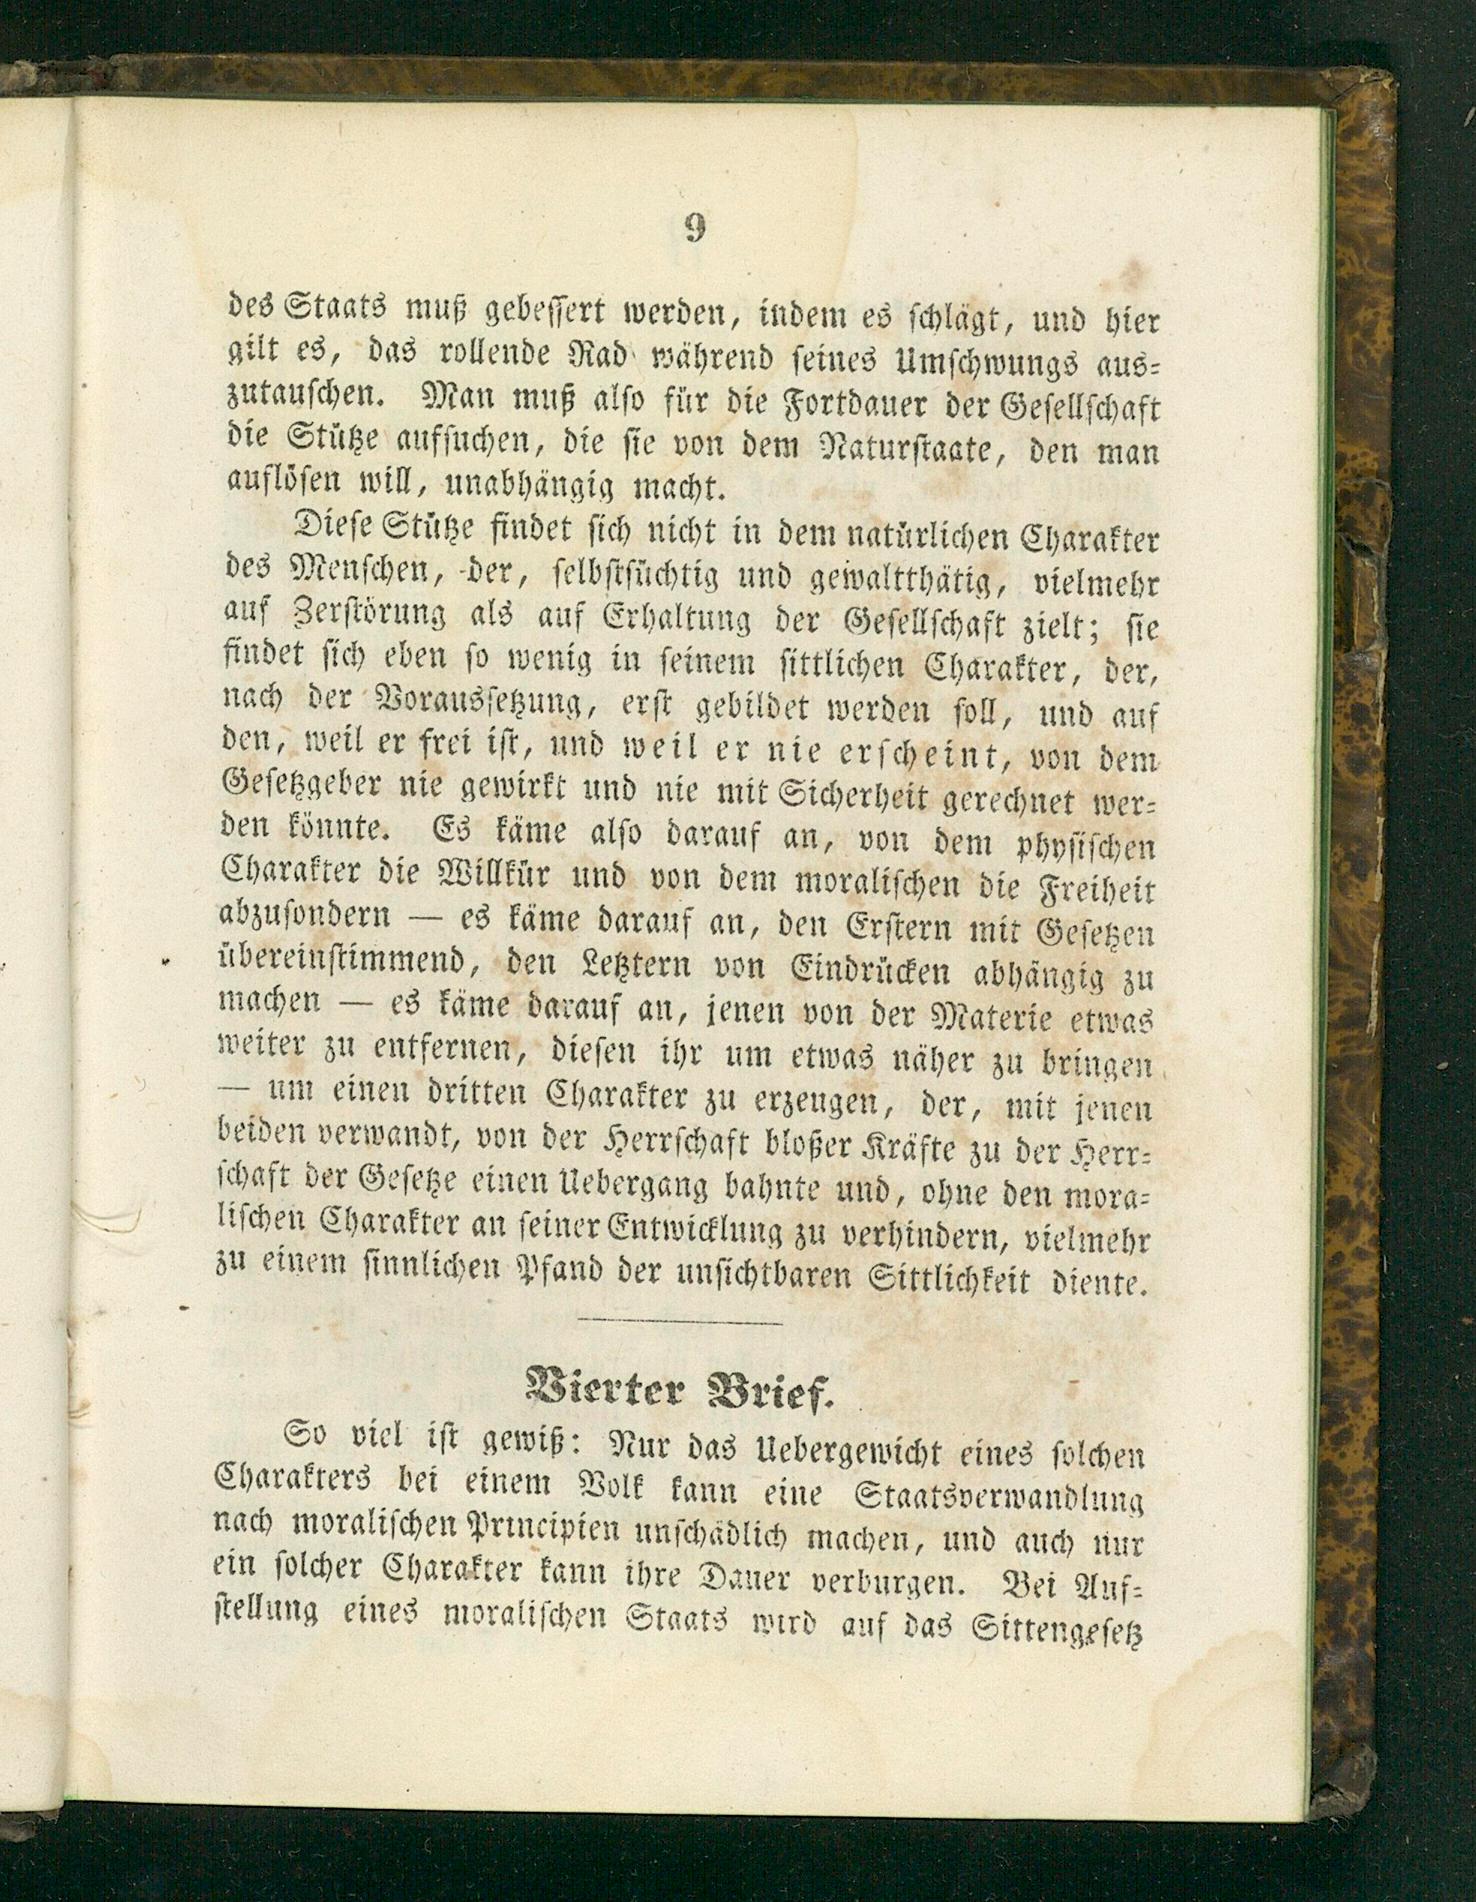 9
des Staats muß gebessert werden, indem es schlägt, und hier
gilt es, das rollende Rad während seines Umschwungs aus-
zutauschen. Man muß also für die Fortdauer der Gesellschaft
die Stütze aufsuchen, die sie von dem Naturstaate, den man
auflösen will, unabhängig macht.
Diese Stütze findet sich nicht in dem natürlichen Charakter
des Menschen, der, selbstsüchtig und gewaltthätig, vielmehr
auf Zerstörung als auf Erhaltung der Gesellschaft zielt; sie
findet sich eben so wenig in seinem sittlichen Charakter, der,
nach der Voraussetzung, erst gebildet werden soll, und auf
den, weil er frei ist, und weil er nie erscheint, von dem
Gesetzgeber nie gewirkt und nie mit Sicherheit gerechnet wer-
den könnte. Es käme also darauf an, von dem physischen
Charakter die Willkür und von dem moralischen die Freiheit
abzusondern — es käme darauf an, den Erstern mit Gesetzen
übereinstimmend, den Letztern von Eindrücken abhängig zu
machen — es käme darauf an, jenen von der Materie etwas
weiter zu entfernen, diesen ihr um etwas näher zu bringen
— um einen dritten Charakter zu erzeugen, der, mit jenen
beiden verwandt, von der Herrschaft bloßer Kräfte zu der Herr-
schaft der Gesetze einen Uebergang bahnte und, ohne den mora-
lischen Charakter an seiner Entwicklung zu verhindern, vielmehr
zu einem sinnlichen Pfand der unsichtbaren Sittlichkeit diente.
Vierter Brief.
So viel ist gewiß: Nur das Uebergewicht eines solchen
Charakters bei einem Volk kann eine Staatsverwandlung
nach moralischen Principien unschädlich machen, und auch nur
ein solcher Charakter kann ihre Dauer verbürgen. Bei Auf-
stellung eines moralischen Staats wird auf das Sittengesetz